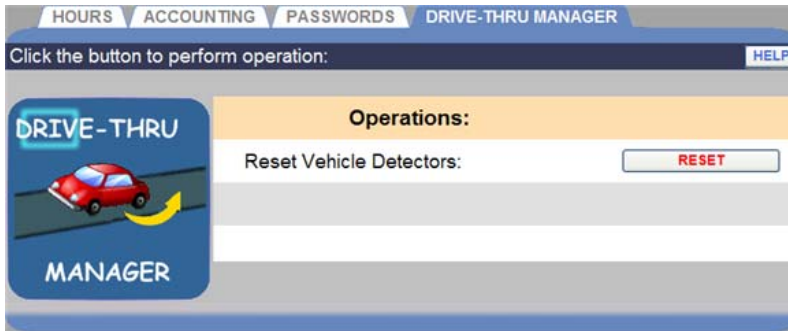 HOURS ACCOUNTING PASSWORDS DRIVE-THRU MANAGER
Click the button to perform operation: HELP
DRIVE-THRU
MANAGER
Operations:
Reset Vehicle Detectors: RESET